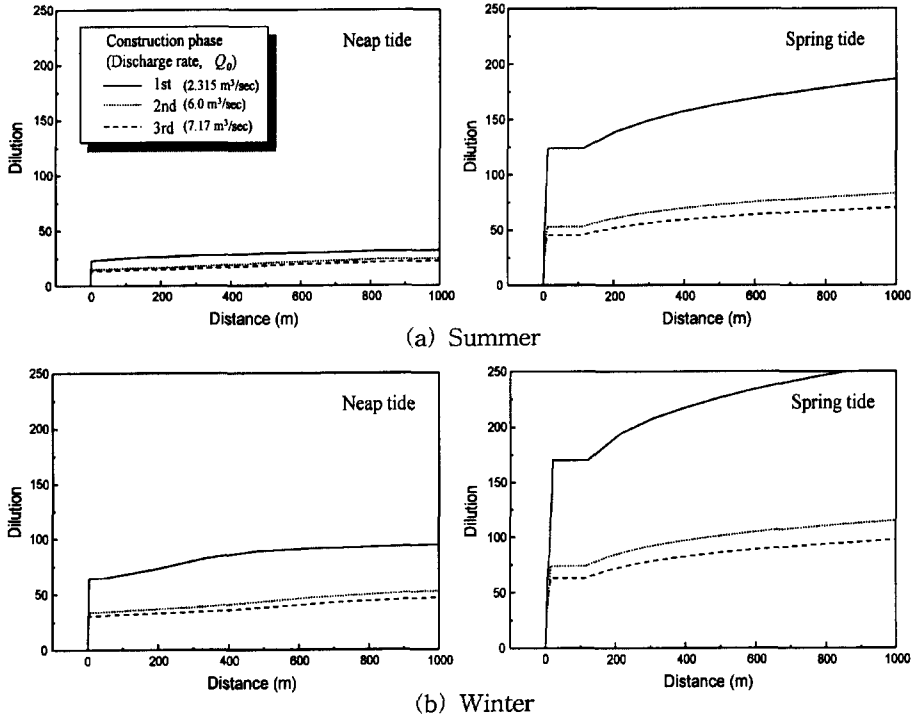 250
200
150
100
50
0
Dilution
Construction phase
(Discharge rate, Q₀)
1st (2.315 m³/sec)
2nd (6.0 m³/sec)
3rd (7.17 m³/sec)
Neap tide
0 200 400 600 800 1000
Distance (m)
250
200
150
100
50
0
Dilution
Spring tide
0 200 400 600 800 1000
Distance (m)
(a) Summer
250
200
150
100
50
0
Dilution
Neap tide
0 200 400 600 800 1000
Distance (m)
250
200
150
100
50
0
Dilution
Spring tide
0 200 400 600 800 1000
Distance (m)
(b) Winter